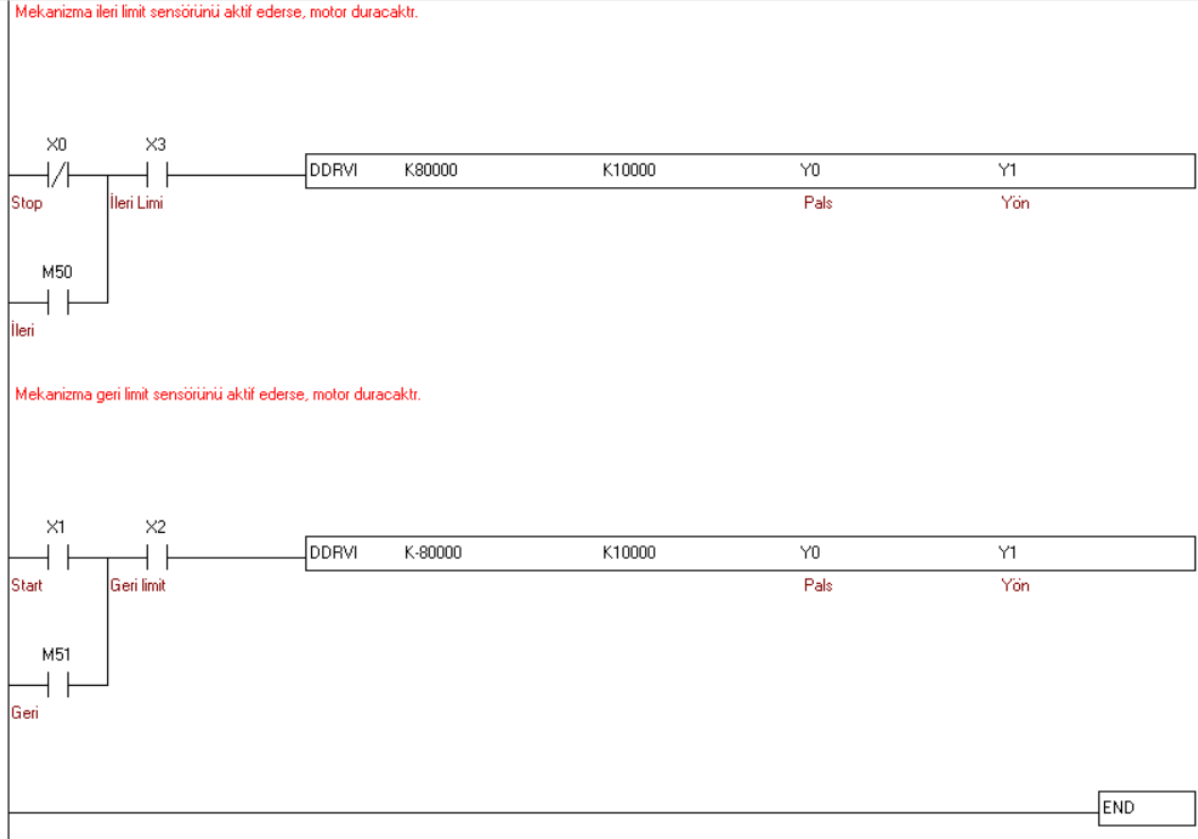 Mekanizma ileri limit sensörünü aktif ederse, motor duracaktr.
X0 X3
DDRVI K80000 K10000 Y0 Y1
Stop İleri Limi Pals Yön
M50
İleri
Mekanizma geri limit sensörünü aktif ederse, motor duracaktr.
X1 X2
DDRVI K-80000 K10000 Y0 Y1
Start Geri limit Pals Yön
M51
Geri
END